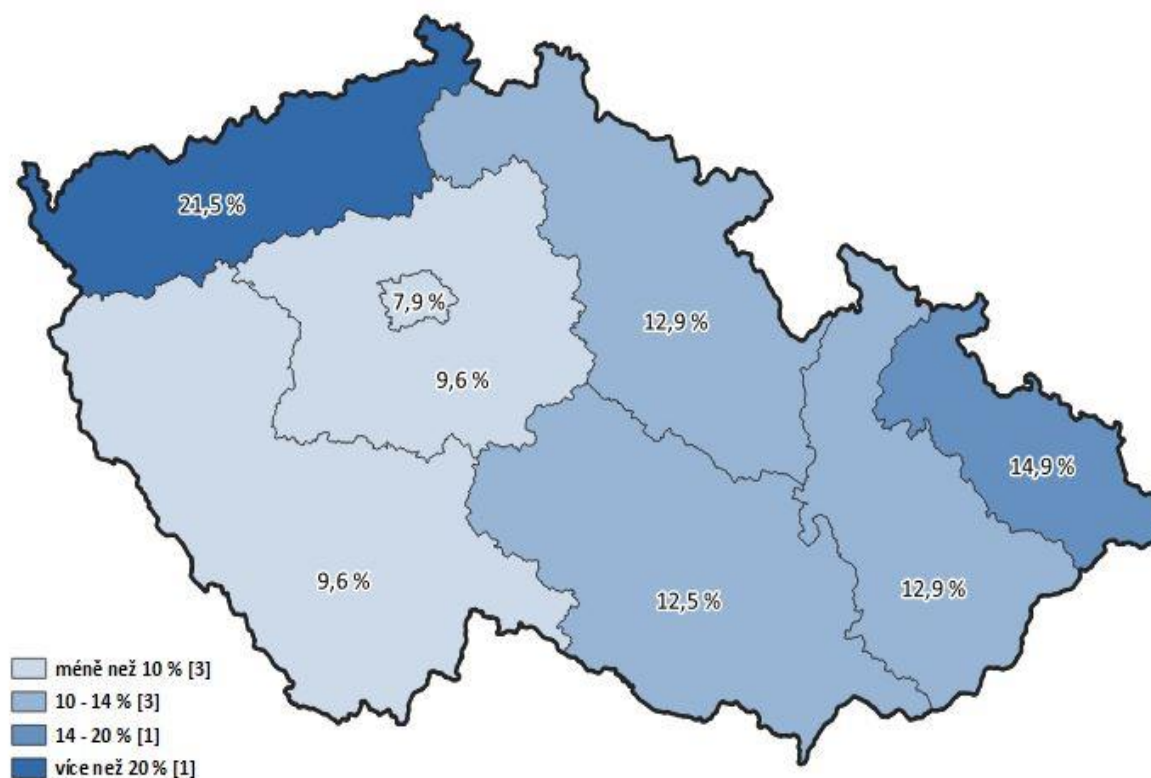 21,5 %
7,9 %
12,9 %
9,6 %
14,9 %
9,6 %
12,5 %
12,9 %
méně než 10 % [3]
10 - 14 % [3]
14 - 20 % [1]
více než 20 % [1]